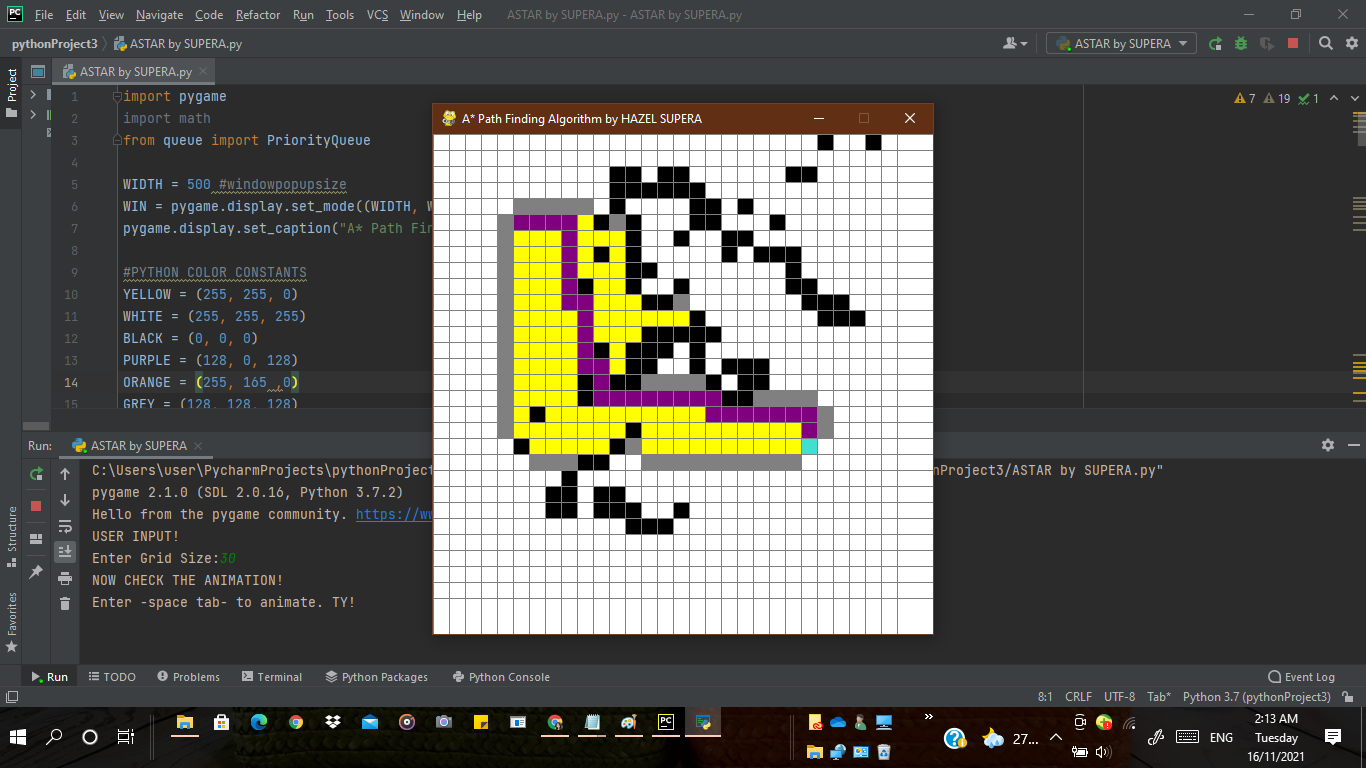 File Edit View Navigate Code Refactor Run Tools VCS Window Help ASTAR by SUPERA.py - ASTAR by SUPERA.py
pythonProject3 ASTAR by SUPERA.py ASTAR by SUPERA
Project
ASTAR by SUPERA.py
7 19 1
1 import pygame
2 import math
3 from queue import PriorityQueue
4
5 WIDTH = 500 #windowpopupsize
6 WIN = pygame.display.set_mode((WIDTH, W
7 pygame.display.set_caption("A* Path Fin
8
9 #PYTHON COLOR CONSTANTS
10 YELLOW = (255, 255, 0)
11 WHITE = (255, 255, 255)
12 BLACK = (0, 0, 0)
13 PURPLE = (128, 0, 128)
14 ORANGE = (255, 165 ,0)
15 GREY = (128, 128, 128)
A* Path Finding Algorithm by HAZEL SUPERA
Run: ASTAR by SUPERA
C:\Users\user\PycharmProjects\pythonProject
nProject3/ASTAR by SUPERA.py"
pygame 2.1.0 (SDL 2.0.16, Python 3.7.2)
Hello from the pygame community. https://ww
USER INPUT!
Enter Grid Size:30
NOW CHECK THE ANIMATION!
Enter -space tab- to animate. TY!
Structure
Favorites
Run TODO Problems Terminal Python Packages Python Console Event Log
8:1 CRLF UTF-8 Tab* Python 3.7 (pythonProject3)
27...
ENG
2:13 AM
Tuesday
16/11/2021